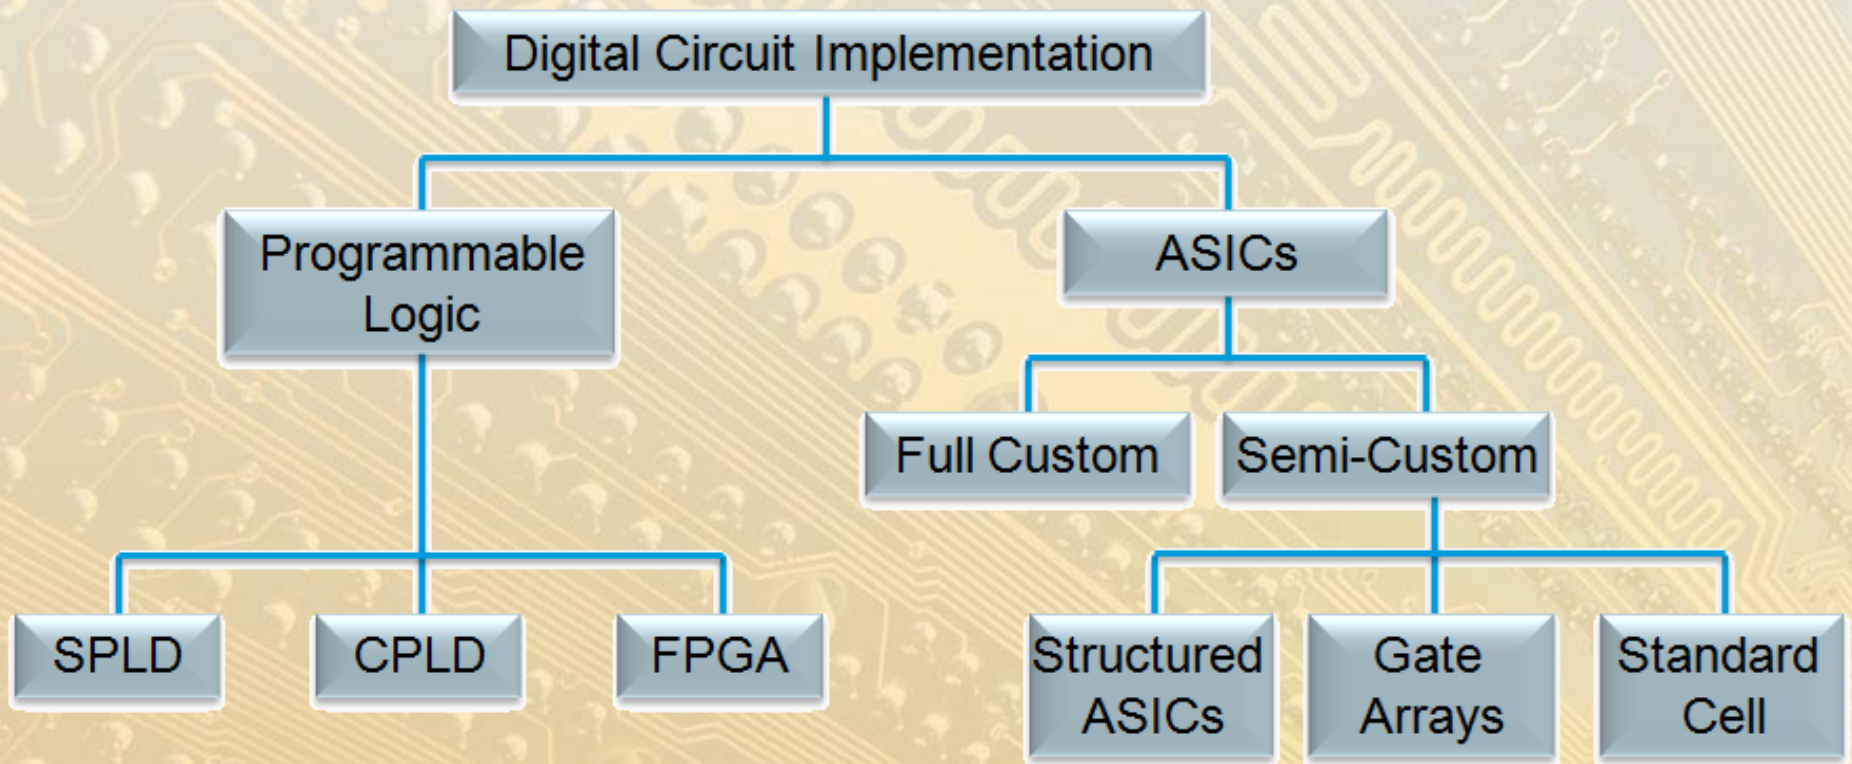 Digital Circuit Implementation
Programmable
Logic
ASICs
Full Custom
Semi-Custom
SPLD
CPLD
FPGA
Structured
ASICs
Gate
Arrays
Standard
Cell